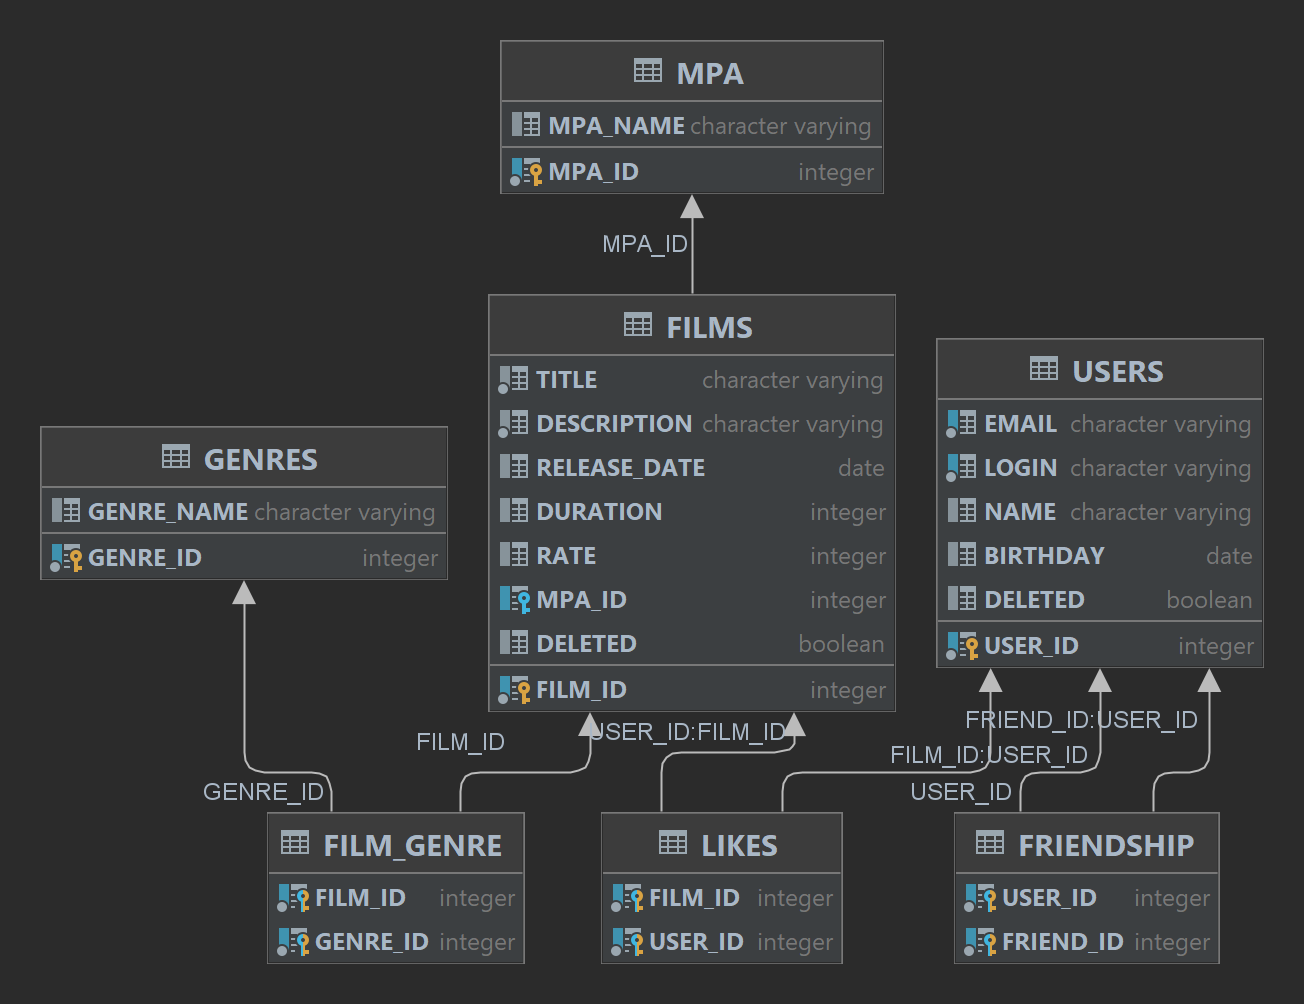 MPA
MPA_NAME character varying
MPA_ID integer
MPA_ID
FILMS
TITLE character varying
DESCRIPTION character varying
RELEASE_DATE date
DURATION integer
RATE integer
MPA_ID integer
DELETED boolean
FILM_ID integer
USERS
EMAIL character varying
LOGIN character varying
NAME character varying
BIRTHDAY date
DELETED boolean
USER_ID integer
GENRES
GENRE_NAME character varying
GENRE_ID integer
FRIEND_ID:USER_ID
USER_ID:FILM_ID
FILM_ID
FILM_ID:USER_ID
GENRE_ID
USER_ID
FILM_GENRE
FILM_ID integer
GENRE_ID integer
LIKES
FILM_ID integer
USER_ID integer
FRIENDSHIP
USER_ID integer
FRIEND_ID integer